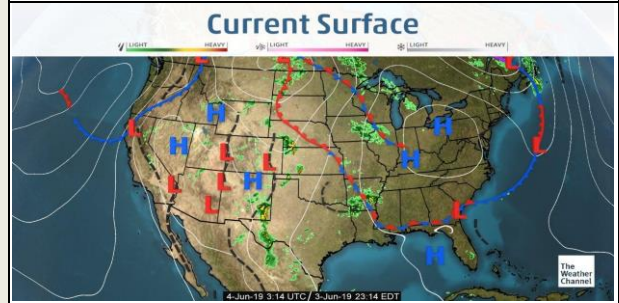 Current Surface
LIGHT HEAVY LIGHT HEAVY LIGHT HEAVY
L L
H
L H
H
L H
L L
L H
L
L L
H
The
Weather
Channel
4-Jun-19 3:14 UTC / 3-Jun-19 23:14 EDT